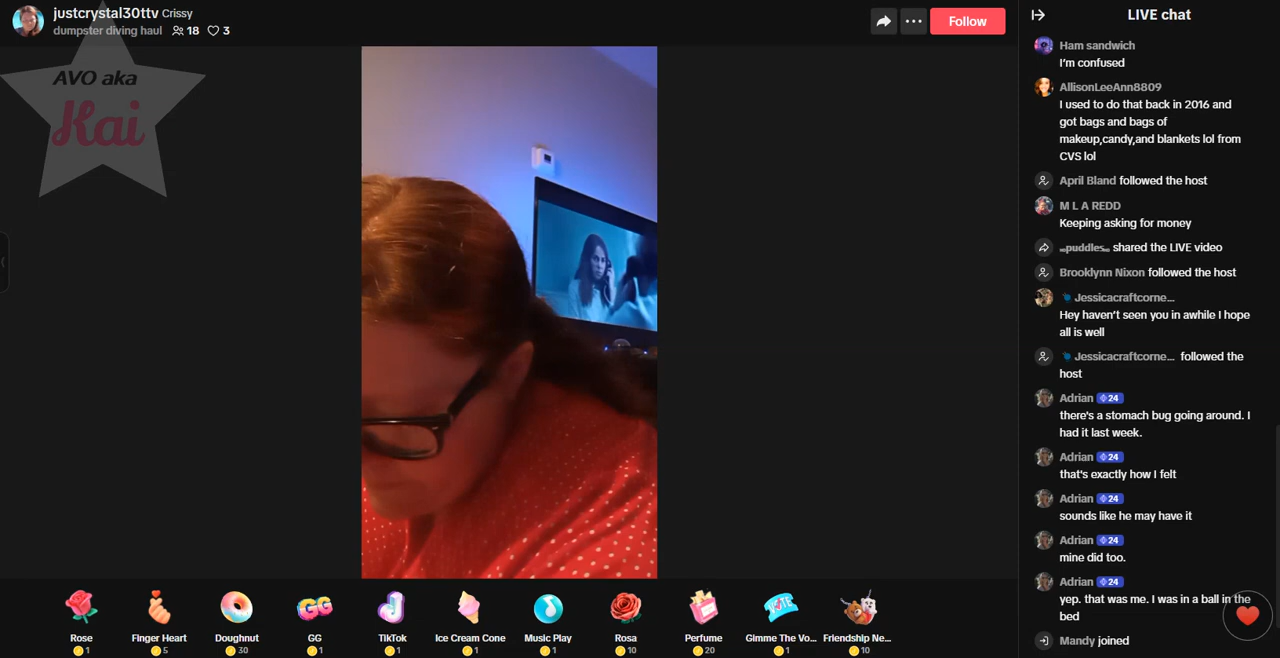 justcrystal30ttv Crissy
dumpster diving haul 18 3
AVO aka
Kai
Follow
LIVE chat
Ham sandwich
I'm confused
AllisonLeeAnn8809
I used to do that back in 2016 and
got bags and bags of
makeup,candy,and blankets lol from
CVS lol
April Bland followed the host
M L A REDD
Keeping asking for money
puddles shared the LIVE video
Brooklynn Nixon followed the host
Jessicacraftcorne...
Hey haven't seen you in awhile I hope
all is well
Jessicacraftcorne... followed the
host
Adrian 24
there's a stomach bug going around. I
had it last week.
Adrian 24
that's exactly how I felt
Adrian 24
sounds like he may have it
Adrian 24
mine did too.
Adrian 24
yep. that was me. I was in a ball in the
bed
Mandy joined
GG
VOTE
Rose
Finger Heart
Doughnut
GG
TikTok
Ice Cream Cone
Music Play
Rosa
Perfume
Gimme The Vo...
Friendship Ne...
1
5
30
1
1
1
1
10
20
1
10